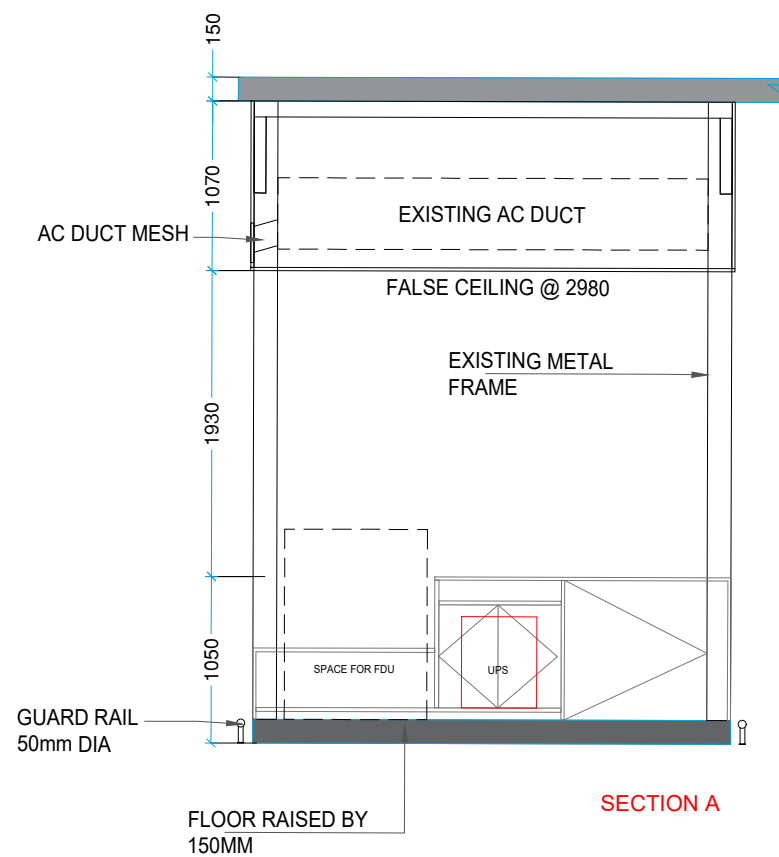 150
1070
EXISTING AC DUCT
AC DUCT MESH
FALSE CEILING @ 2980
EXISTING METAL
FRAME
1930
1050
SPACE FOR FDU
UPS
GUARD RAIL
50mm DIA
SECTION A
FLOOR RAISED BY
150MM